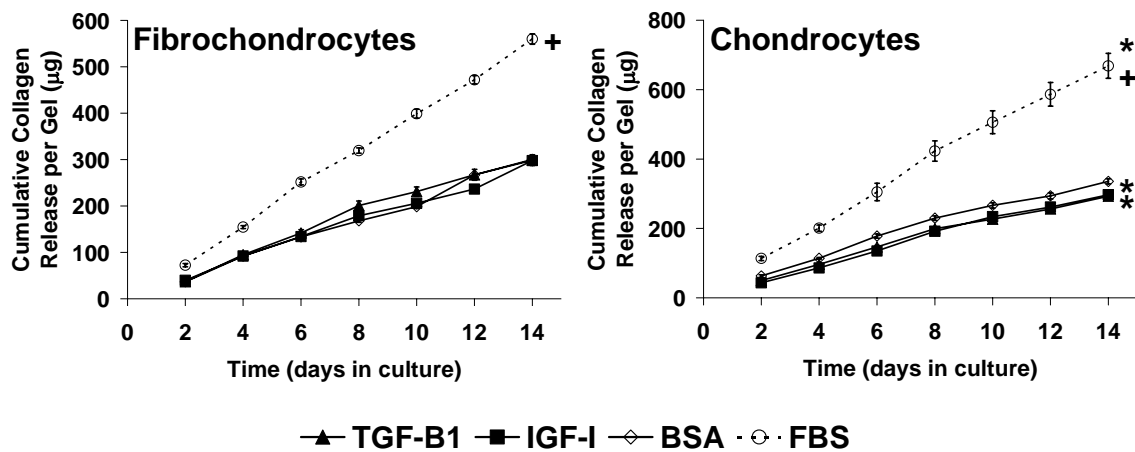 Fibrochondrocytes
Cumulative Collagen
Release per Gel (μg)
600
500
400
300
200
100
0
+
0 2 4 6 8 10 12 14
Time (days in culture)
Chondrocytes
Cumulative Collagen
Release per Gel (μg)
800
600
400
200
0
*
+
*
*
0 2 4 6 8 10 12 14
Time (days in culture)
TGF-B1 IGF-I BSA FBS